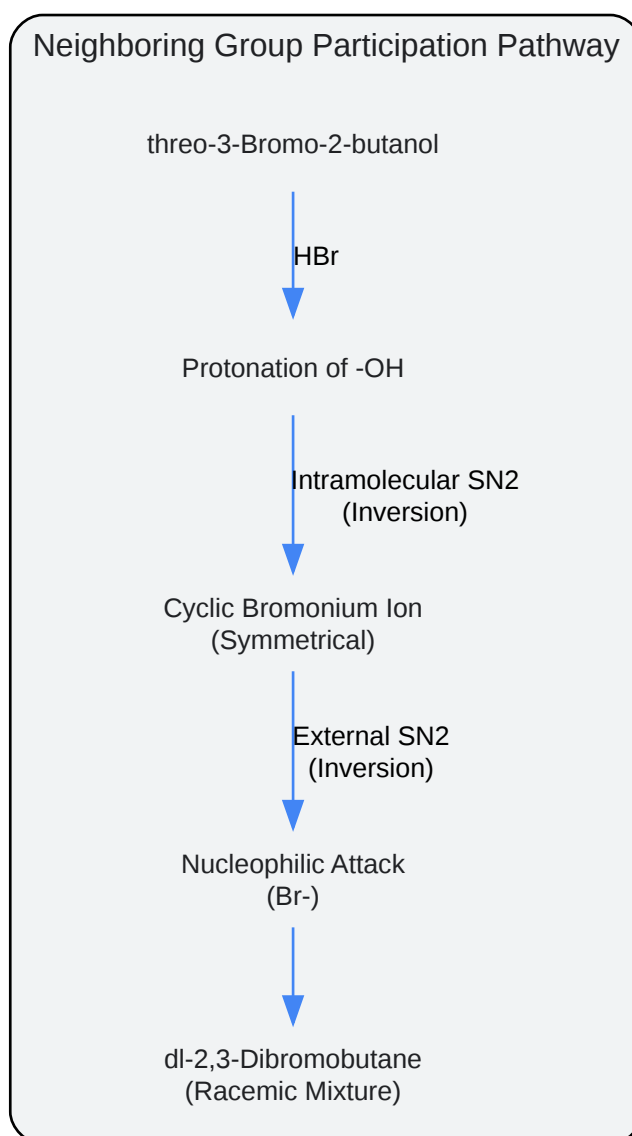 Neighboring Group Participation Pathway
threo-3-Bromo-2-butanol
HBr
Protonation of -OH
Intramolecular SN2
(Inversion)
Cyclic Bromonium Ion
(Symmetrical)
External SN2
(Inversion)
Nucleophilic Attack
(Br-)
dl-2,3-Dibromobutane
(Racemic Mixture)